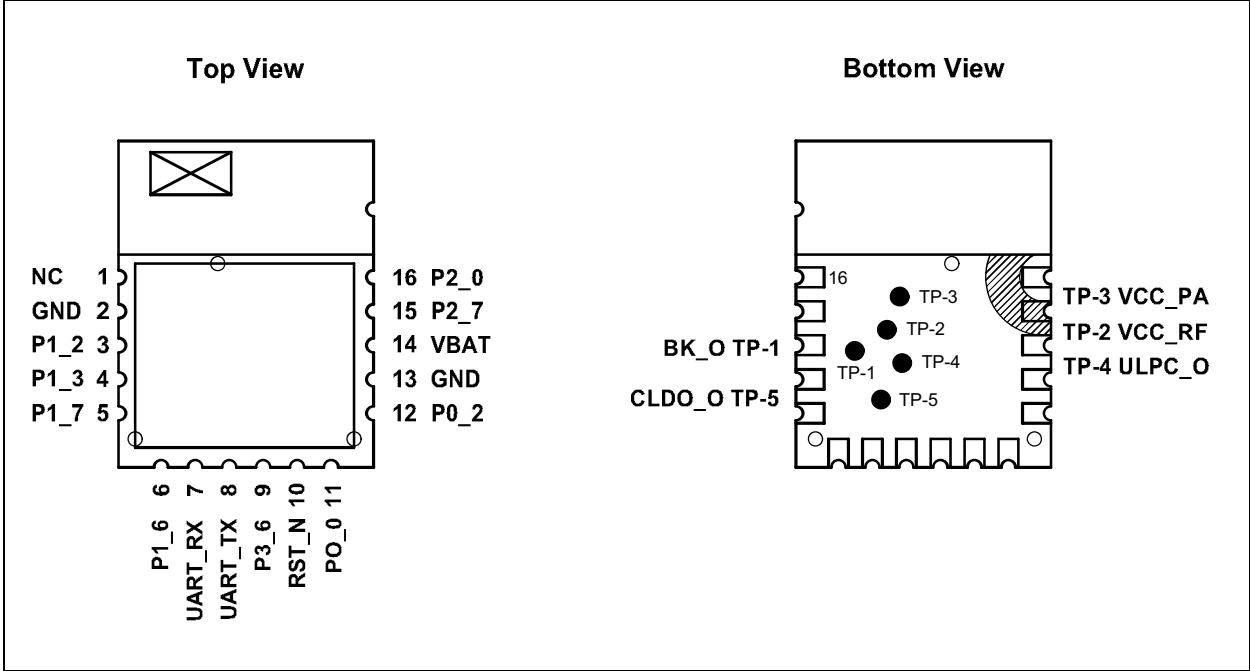 Top View
Bottom View
NC 1
GND 2
P1_2 3
P1_3 4
P1_7 5
16 P2_0
15 P2_7
14 VBAT
13 GND
12 P0_2
P1_6 6
UART_RX 7
UART_TX 8
P3_6 9
RST_N 10
PO_0 11
16
TP-3
TP-2
TP-1
TP-4
TP-5
BK_O TP-1
CLDO_O TP-5
TP-3 VCC_PA
TP-2 VCC_RF
TP-4 ULPC_O